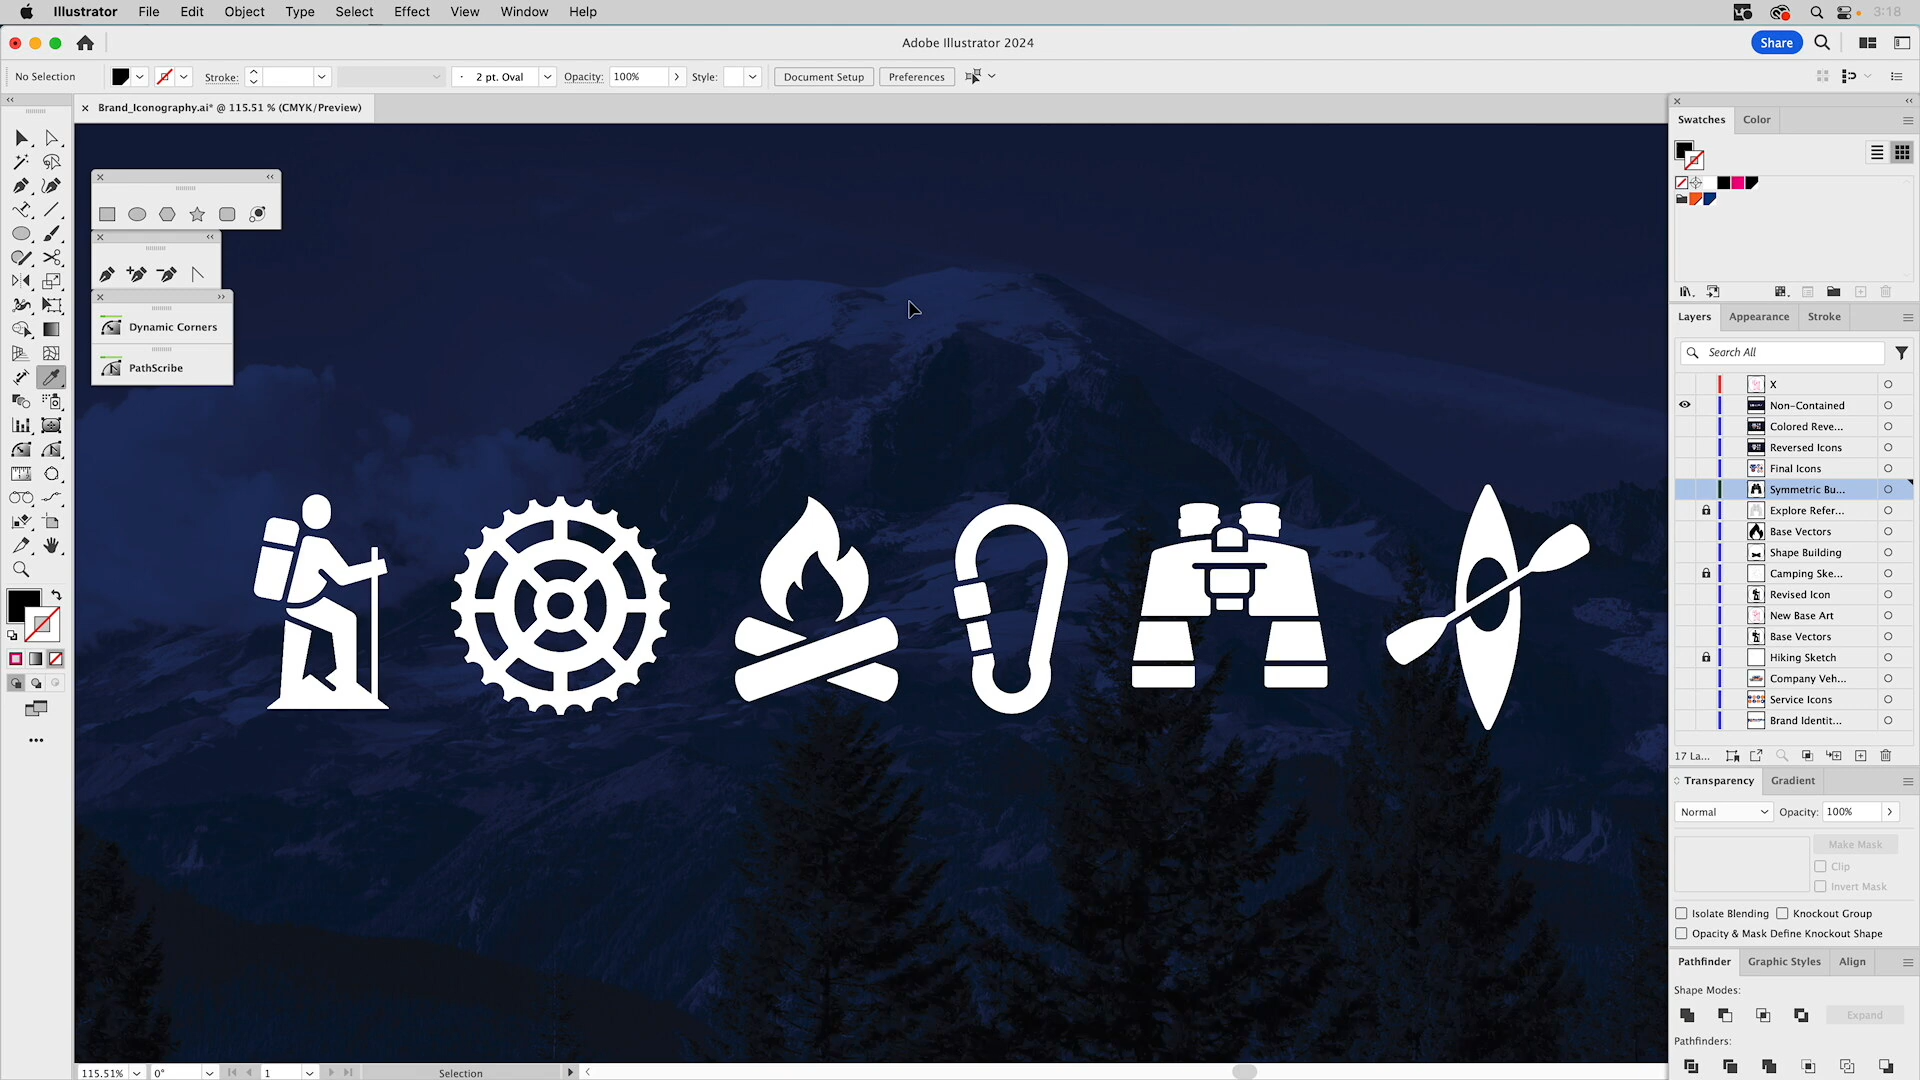 Illustrator File Edit Object Type Select Effect View Window Help 3:18
Adobe Illustrator 2024
Share
No Selection Stroke: 2 pt. Oval Opacity: 100% Style: Document Setup Preferences
Brand_Iconography.ai* @ 115.51 % (CMYK/Preview)
Dynamic Corners
PathScribe
Swatches Color
Layers Appearance Stroke
Search All
X
Non-Contained
Colored Reve...
Reversed Icons
Final Icons
Symmetric Bu...
Explore Refer...
Base Vectors
Shape Building
Camping Ske...
Revised Icon
New Base Art
Base Vectors
Hiking Sketch
Company Veh...
Service Icons
Brand Identit...
17 La...
Transparency Gradient
Normal Opacity: 100%
Make Mask
Clip
Invert Mask
Isolate Blending Knockout Group
Opacity & Mask Define Knockout Shape
Pathfinder Graphic Styles Align
Shape Modes:
Expand
Pathfinders:
115.51% 0° 1 Selection